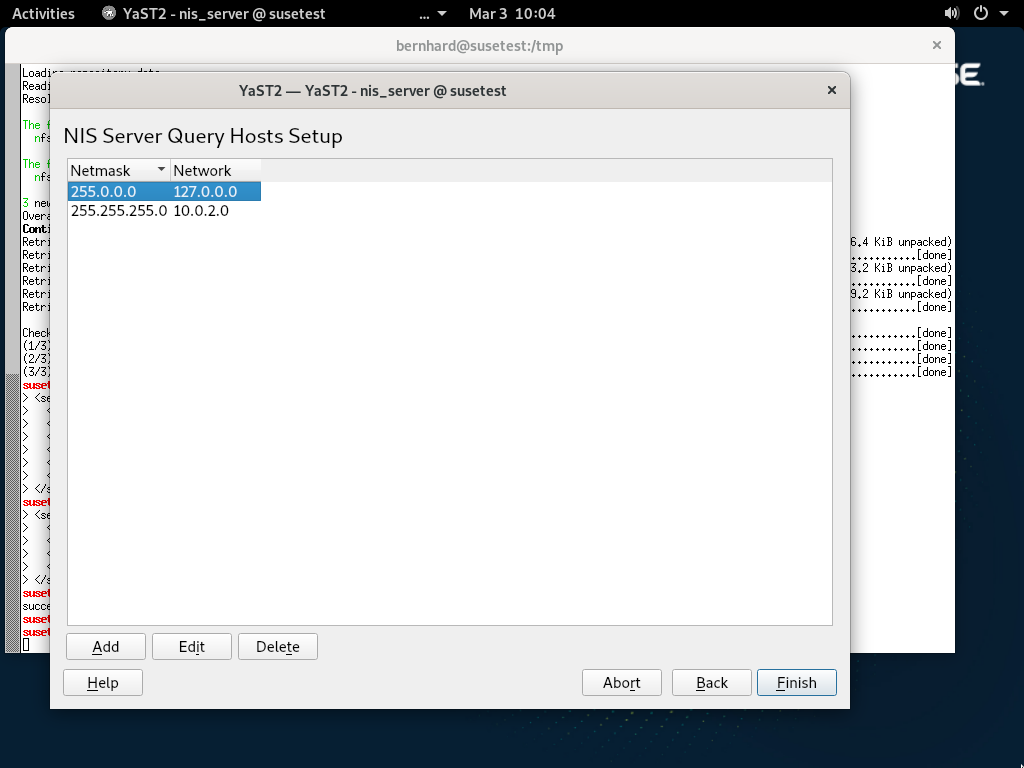 Activities YaST2 - nis_server @ susetest ... Mar 3 10:04
bernhard@susetest:/tmp
SE.
YaST2 — YaST2 - nis_server @ susetest
NIS Server Query Hosts Setup
Netmask Network
255.0.0.0 127.0.0.0
255.255.255.0 10.0.2.0
Add Edit Delete
Help Abort Back Finish
Readi
Resol
The f
nfs
The f
nfs
3 new
Overa
Conti
Retri 6.4 KiB unpacked)
Retri ..........[done]
Retri 3.2 KiB unpacked)
Retri ..........[done]
Retri 9.2 KiB unpacked)
Retri ..........[done]
Check ..........[done]
(1/3) ..........[done]
(2/3) ..........[done]
(3/3) ..........[done]
suset
> <se
> <
> <
> <
> <
> <
> <
> </s
suset
> <se
> <
> <
> <
> <
> </s
suset
succe
suset
suset